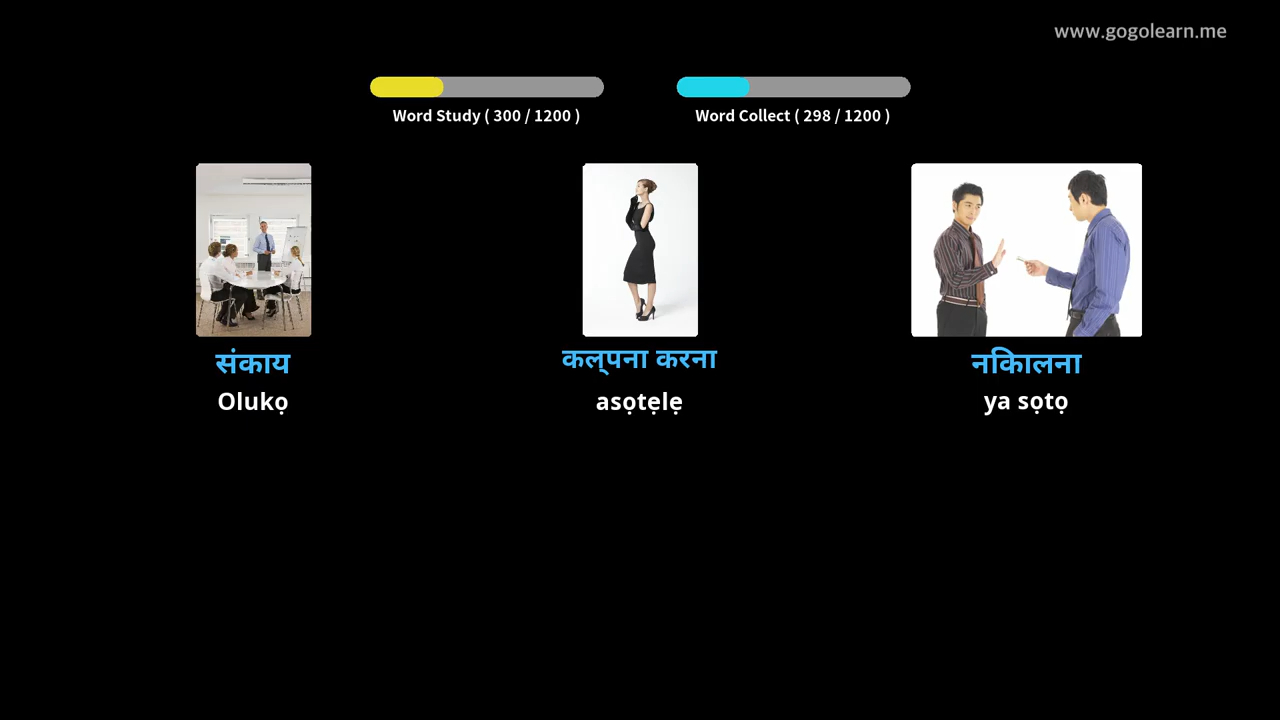 www.gogolearn.me
Word Study ( 300 / 1200 )
Word Collect ( 298 / 1200 )
संकाय
कल्पना करना
निकालना
Olukọ
asọtẹlẹ
ya sọtọ